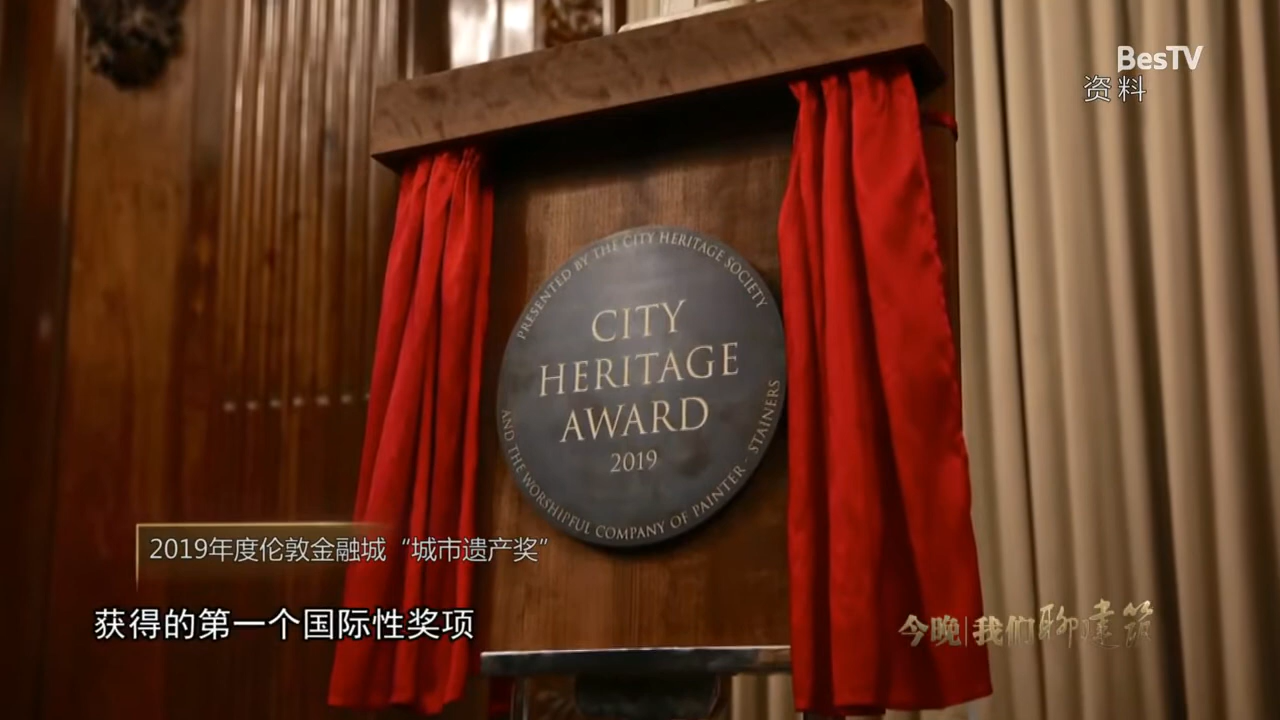 BesTV
资料
PRESENTED BY THE CITY HERITAGE SOCIETY
CITY
HERITAGE
AWARD
2019
AND THE WORSHIPFUL COMPANY OF PAINTER - STAINERS
2019年度伦敦金融城“城市遗产奖”
获得的第一个国际性奖项
今晚|我们聊建筑